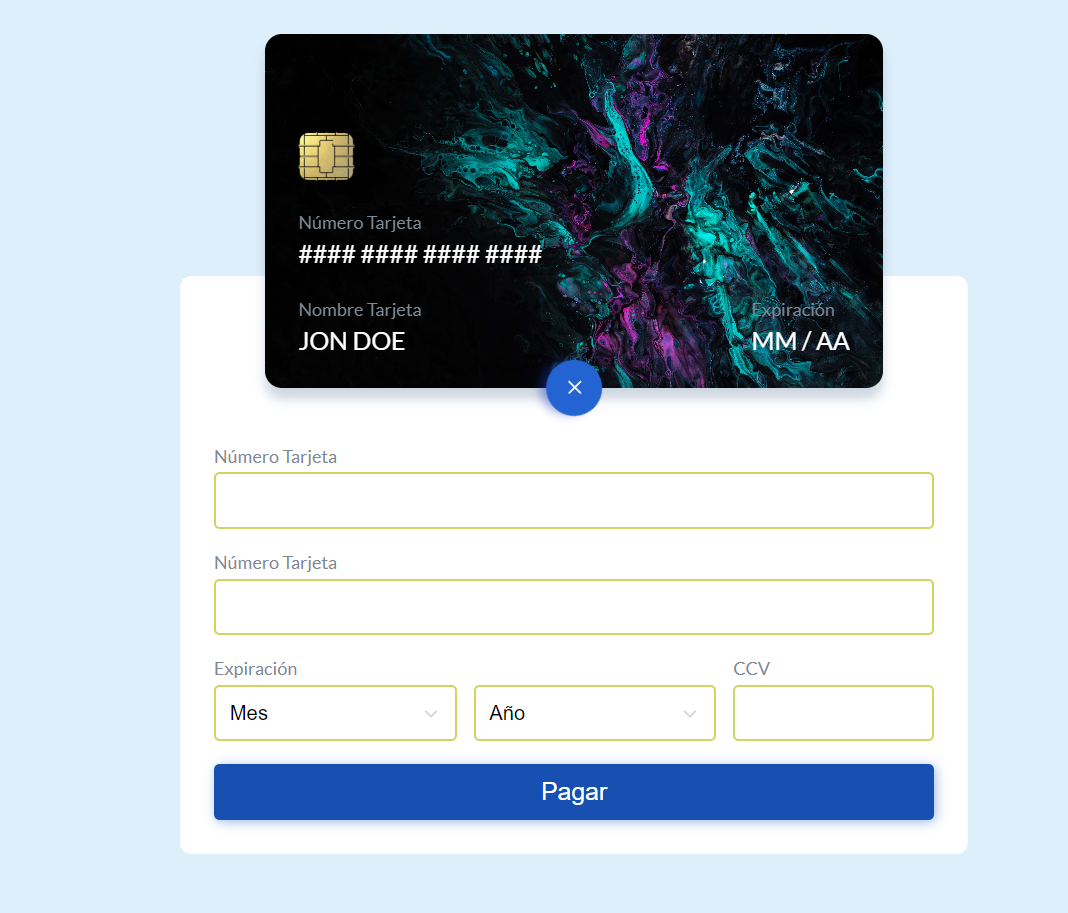 Número Tarjeta
#### #### #### ####
Nombre Tarjeta
JON DOE
Expiración
MM / AA
Número Tarjeta
Número Tarjeta
Expiración
CCV
Mes
Año
Pagar